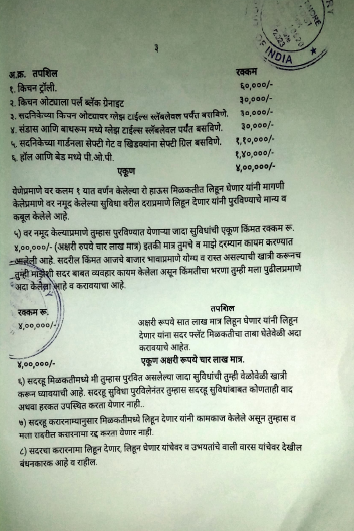 ३
अ.क्र. तपशिल रक्कम
१. किचन ट्रॉली. ६०,०००/-
२. किचन ओट्याला पर्ल ब्लॅक ग्रेनाइट ३०,०००/-
३. सदनिकेच्या किचन ओट्यावर ग्लेझ टाईल्स स्लॅबलेवल पर्यंत बसविणे. ३०,०००/-
४. संडास आणि बाथरूम मध्ये ग्लेझ टाईल्स स्लॅबलेवल पर्यंत बसविणे. ३०,०००/-
५. सदनिकेच्या गार्डनला सेफ्टी गेट व खिडक्यांना सेफ्टी ग्रिल बसविणे. १,१०,०००/-
६. हॉल आणि बेड मध्ये पी.ओ.पी. १,४०,०००/-
एकूण ४,००,०००/-
येणेप्रमाणे वर कलम १ यात वर्णन केलेल्या रो हाऊस मिळकतीत लिहून घेणार यांनी मागणी
केलेप्रमाणे वर नमूद केलेल्या सुविधा वरील दराप्रमाणे लिहून देणार यांनी पुरविण्याचे मान्य व
कबूल केलेले आहे.
५) वर नमूद केल्याप्रमाणे तुम्हास पुरविण्यात येणाऱ्या जादा सुविधांची एकूण किंमत रक्कम रू.
४,००,०००/- (अक्षरी रुपये चार लाख मात्र) इतकी मात्र तुमचे व माझे दरम्यान कायम करण्यात
आलेली आहे. सदरील किंमत आजचे बाजार भावाप्रमाणे योग्य व रास्त असल्याची खात्री करूनच
तुम्ही माझेशी सदर बाबत व्यवहार कायम केलेला असून किंमतीचा भरणा तुम्ही मला पुढीलप्रमाणे
अदा केलेला आहे व करावयाचा आहे.
रक्कम रू. तपशिल
४,००,०००/- अक्षरी रूपये सात लाख मात्र लिहून घेणार यांनी लिहून
देणार यांना सदर फ्लॅट मिळकतीचा ताबा घेतेवेळी अदा
करावयाचे आहेत.
४,००,०००/- एकूण अक्षरी रूपये चार लाख मात्र.
६) सदरहू मिळकतीमध्ये मी तुम्हास पुरवित असलेल्या जादा सुविधांची तुम्ही वेळोवेळी खात्री
करून घ्यावयाची आहे. सदरहू सुविधा पुरविलेनंतर तुम्हास सदरहू सुविधांबाबत कोणताही वाद
अथवा हरकत उपस्थित करता येणार नाही..
७) सदरहू करारनाम्यानुसार मिळकतीमध्ये लिहून देणार यांनी कामकाज केलेले असून तुम्हास व
मला सदरील करारनामा रद्द करता येणार नाही.
८) सदरचा करारनामा लिहून देणार, लिहून घेणार यांचेवर व उभयतांचे वाली वारस यांचेवर देखील
बंधनकारक आहे व राहील.
OF INDIA